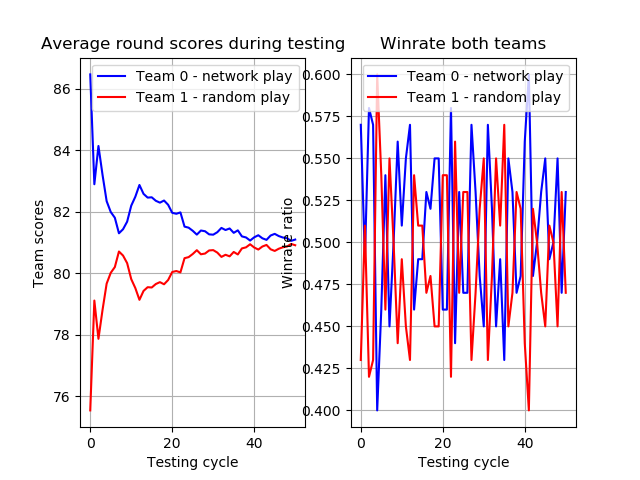 Average round scores during testing
Team 0 - network play
Team 1 - random play
86
84
82
80
78
76
Team scores
0
20
40
Testing cycle
Winrate both teams
Team 0 - network play
Team 1 - random play
0.600
0.575
0.550
0.525
0.500
0.475
0.450
0.425
0.400
Winrate ratio
0
20
40
Testing cycle